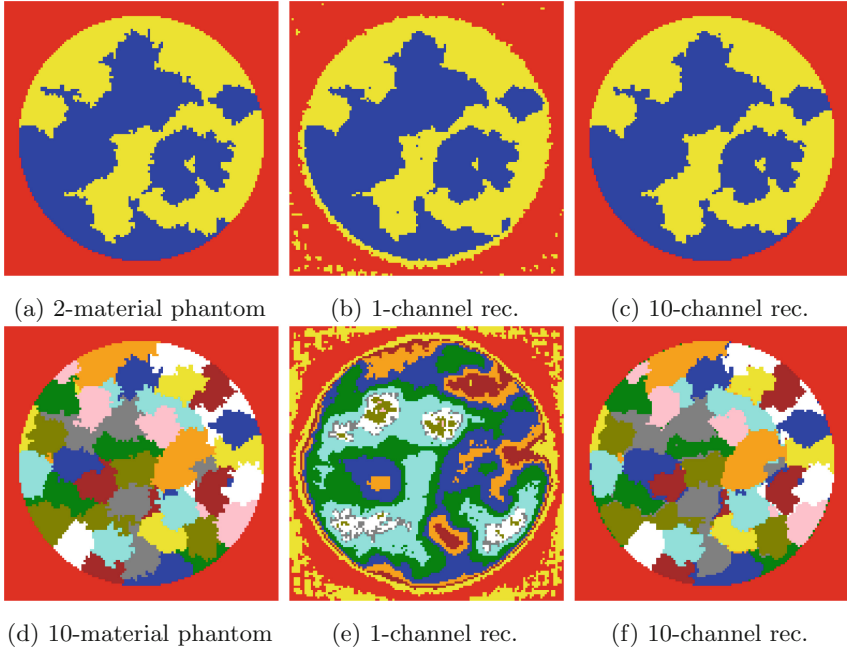 (a) 2-material phantom
(b) 1-channel rec.
(c) 10-channel rec.
(d) 10-material phantom
(e) 1-channel rec.
(f) 10-channel rec.